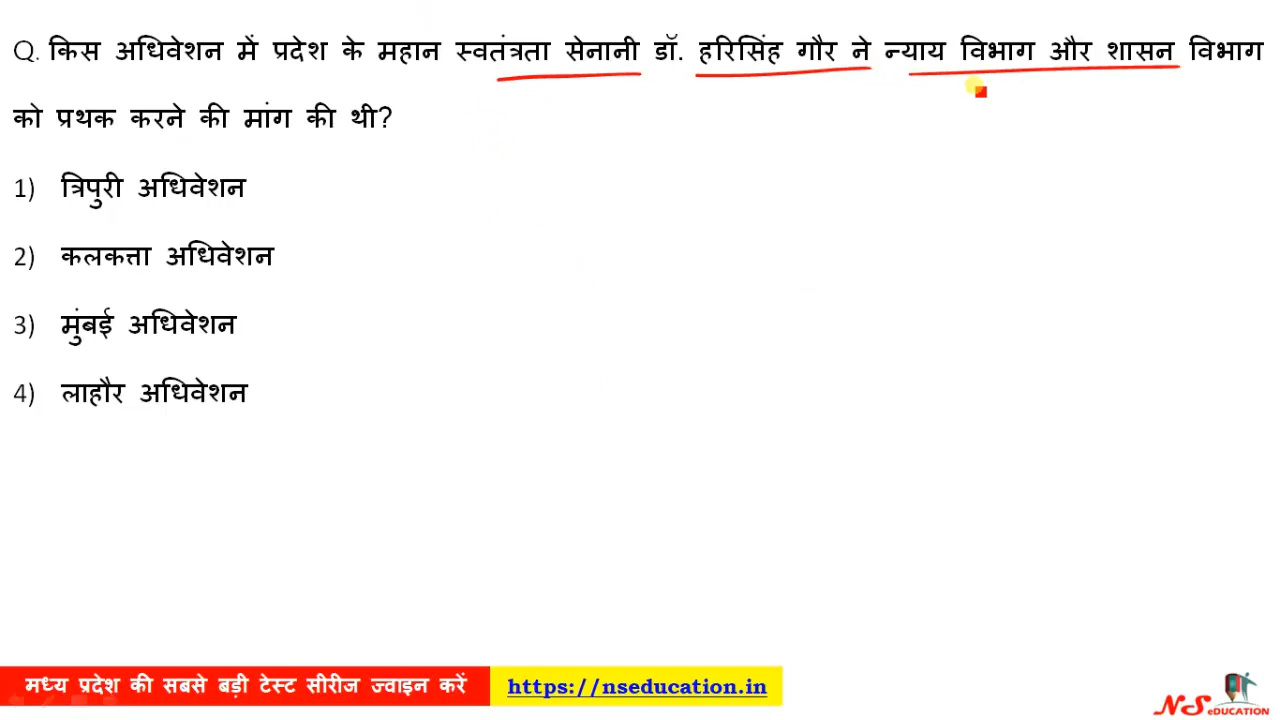 Q. किस अधिवेशन में प्रदेश के महान स्वतंत्रता सेनानी डॉ. हरिसिंह गौर ने न्याय विभाग और शासन विभाग
को प्रथक करने की मांग की थी?
1) त्रिपुरी अधिवेशन
2) कलकत्ता अधिवेशन
3) मुंबई अधिवेशन
4) लाहौर अधिवेशन
मध्य प्रदेश की सबसे बड़ी टेस्ट सीरीज ज्वाइन करें https://nseducation.in
NS eDUCATION